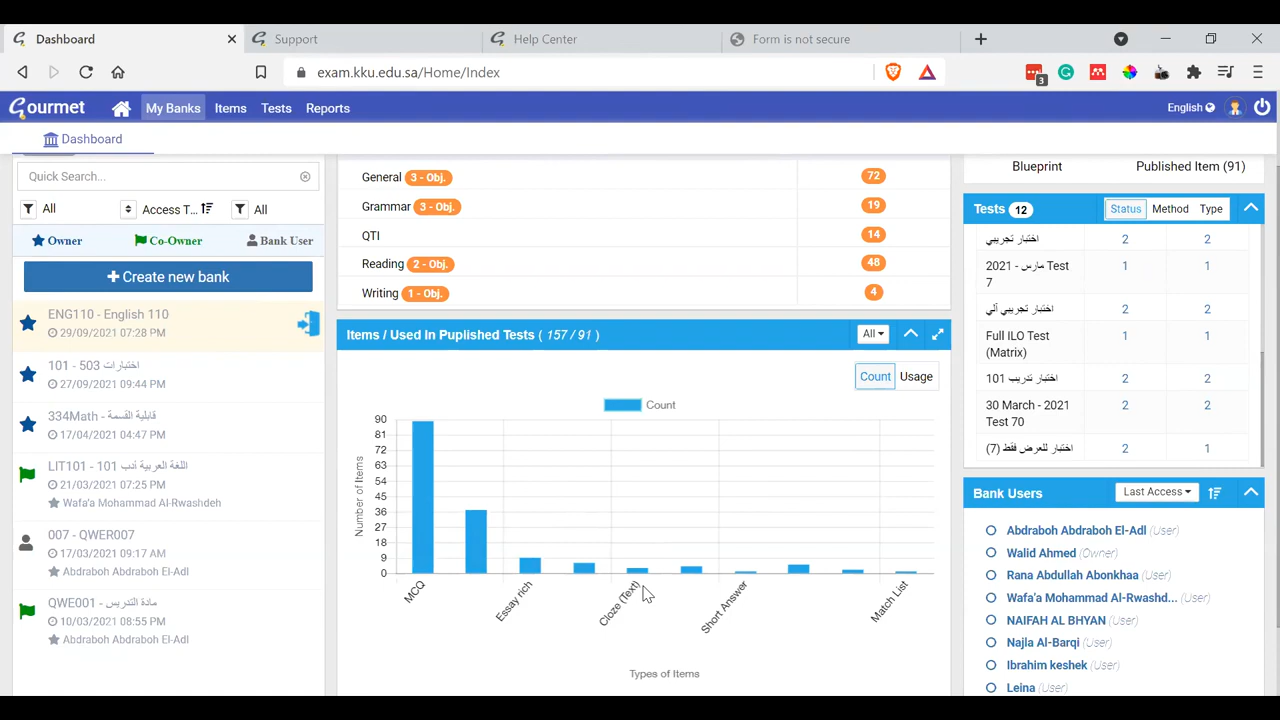 Dashboard
Support
Help Center
Form is not secure
exam.kku.edu.sa/Home/Index
3
Gourmet
My Banks
Items
Tests
Reports
English
Dashboard
Quick Search...
All
Access T...
All
Owner
Co-Owner
Bank User
Create new bank
ENG110 - English 110
29/09/2021 07:28 PM
101 - 503 اختبارات
27/09/2021 09:44 PM
334Math - قابلية القسمة
17/04/2021 04:47 PM
LIT101 - 101 اللغة العربية أدب
21/03/2021 07:25 PM
Wafa'a Mohammad Al-Rwashdeh
007 - QWER007
17/03/2021 09:17 AM
Abdraboh Abdraboh El-Adl
QWE001 - مادة التدريس
10/03/2021 08:55 PM
Abdraboh Abdraboh El-Adl
General 3 - Obj. 72
Grammar 3 - Obj. 19
QTI 14
Reading 2 - Obj. 48
Writing 1 - Obj. 4
Items / Used In Puplished Tests ( 157 / 91 )
All
Count Usage
Count
90
81
72
63
54
45
36
27
18
9
0
Number of Items
MCQ
Essay rich
Cloze (Text)
Short Answer
Match List
Types of Items
Blueprint
Published Item (91)
Tests 12
Status Method Type
اختبار تجريبي 2 2
2021 - مارس Test 7 1 1
اختبار تجريبي آلي 2 2
Full ILO Test (Matrix) 1 1
اختبار تدريب 101 2 2
30 March - 2021 Test 70 2 2
اختبار للعرض فقط (7) 2 1
Bank Users
Last Access
Abdraboh Abdraboh El-Adl (User)
Walid Ahmed (Owner)
Rana Abdullah Abonkhaa (User)
Wafa'a Mohammad Al-Rwashd... (User)
NAIFAH AL BHYAN (User)
Najla Al-Barqi (User)
Ibrahim keshek (User)
Leina (User)